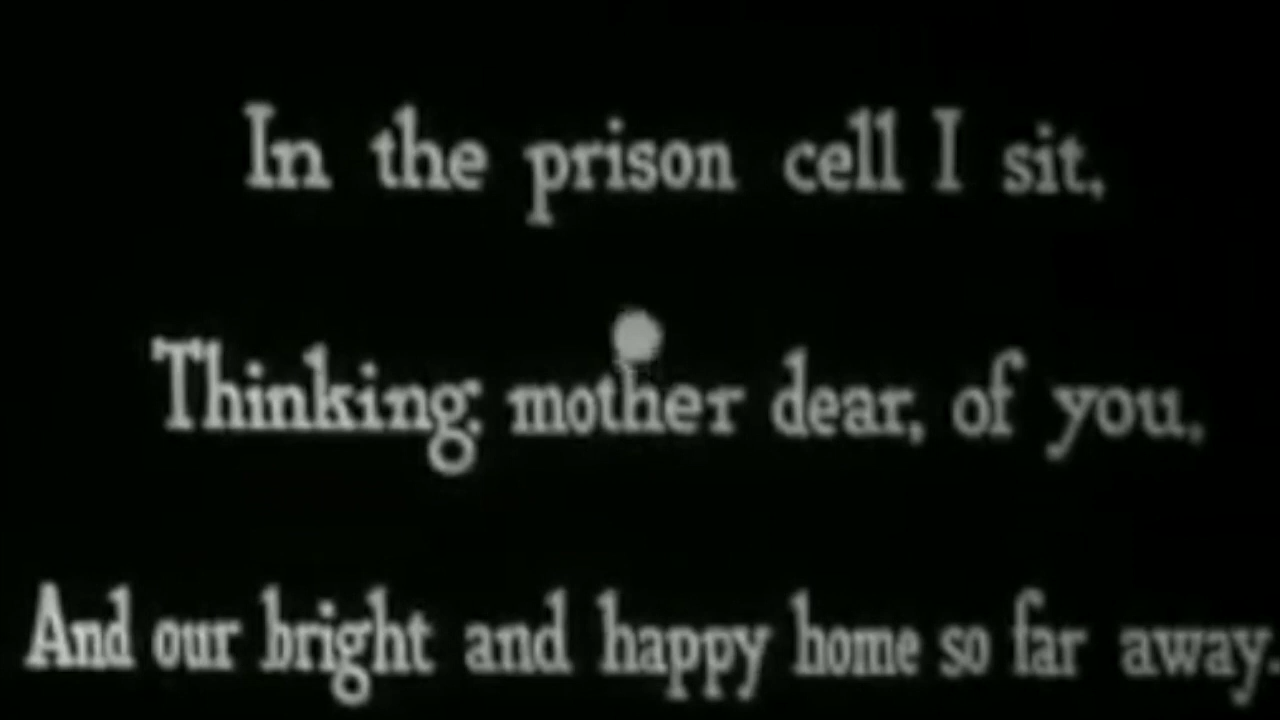 In the prison cell I sit,
Thinking, mother dear, of you,
And our bright and happy home so far away.